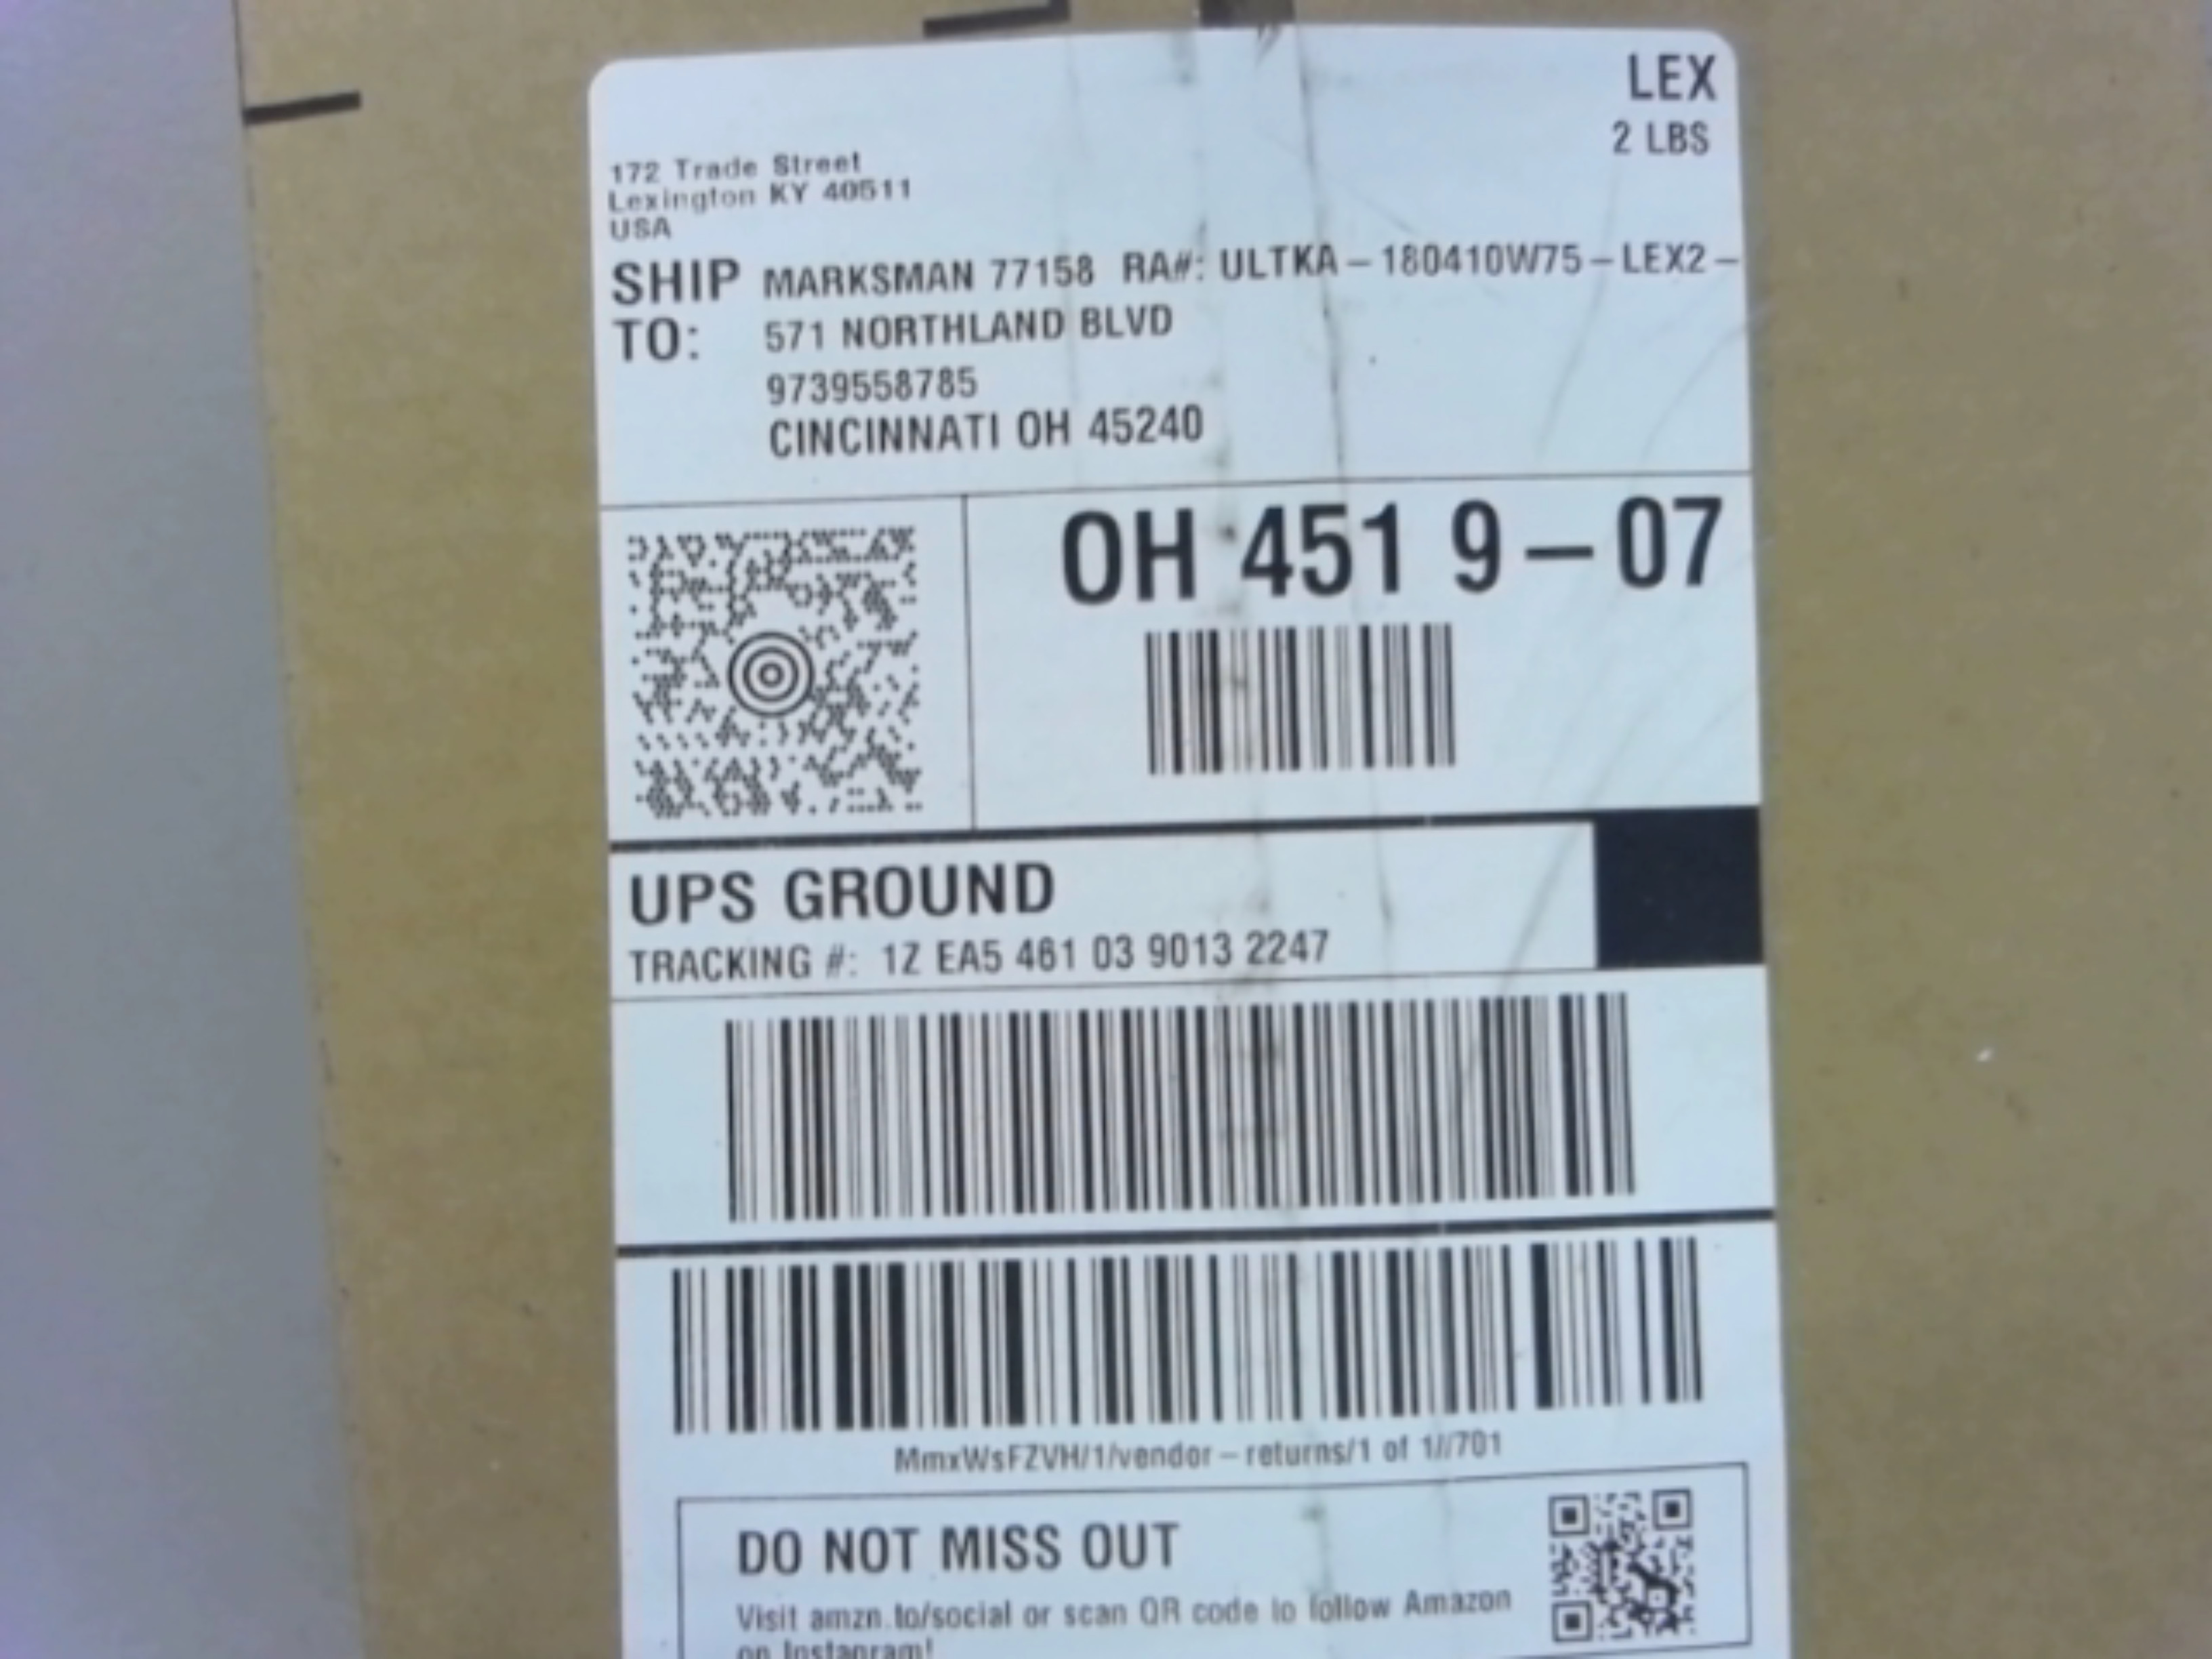 LEX
2 LBS
172 Trade Street
Lexington KY 40511
USA
SHIP TO:
MARKSMAN 77158 RA#: ULTKA-180410W75-LEX2-
571 NORTHLAND BLVD
9739558785
CINCINNATI OH 45240
OH 451 9-07
UPS GROUND
TRACKING #: 1Z EA5 461 03 9013 2247
MmxWsFZVH/1/vendor-returns/1 of 1//701
DO NOT MISS OUT
Visit amzn.to/social or scan QR code to follow Amazon
on Instagram!